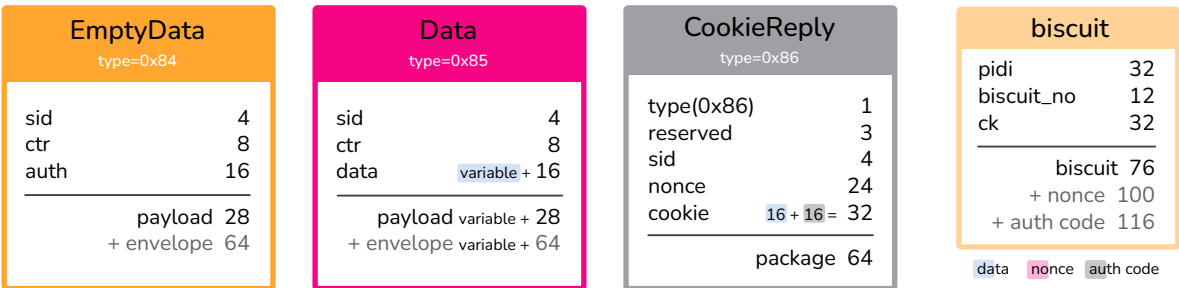 EmptyData
type=0x84
sid 4
ctr 8
auth 16
payload 28
+ envelope 64
Data
type=0x85
sid 4
ctr 8
data variable + 16
payload variable + 28
+ envelope variable + 64
CookieReply
type=0x86
type(0x86) 1
reserved 3
sid 4
nonce 24
cookie 16 + 16 = 32
package 64
biscuit
pidi 32
biscuit_no 12
ck 32
biscuit 76
+ nonce 100
+ auth code 116
data nonce auth code